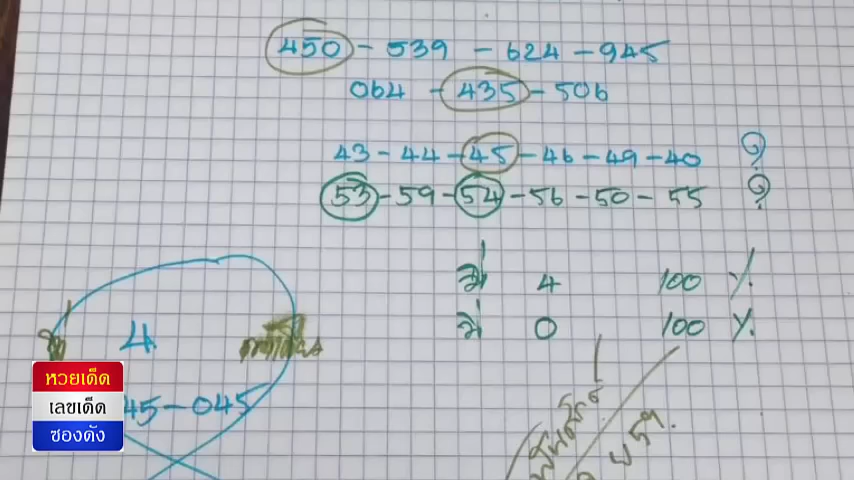 450 - 539 - 624 - 945
064 - 435 - 506
43 - 44 - 45 - 46 - 49 - 40 ?
53 - 59 - 54 - 56 - 50 - 55 ?
4 100 %
0 100 %
4
45 - 045
หวยเด็ด
เลขเด็ด
ซองดัง